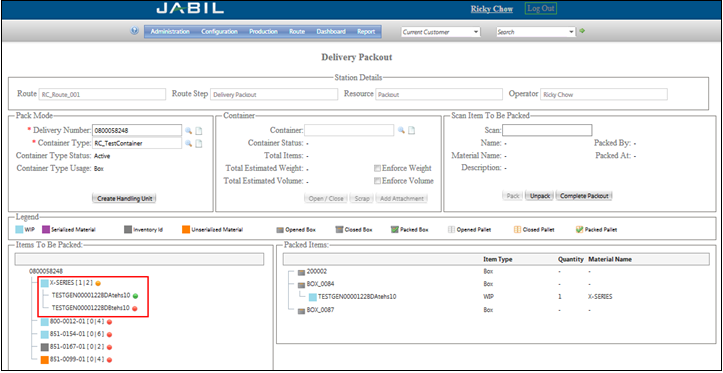 JABIL
Ricky Chow
Log Out
Administration Configuration Production Route Dashboard Report
Current Customer
Search
Delivery Packout
Station Details
Route RC_Route_001 Route Step Delivery Packout Resource Packout Operator Ricky Chow
Pack Mode
* Delivery Number: 0800058248
* Container Type: RC_TestContainer
Container Type Status: Active
Container Type Usage: Box
Create Handling Unit
Container
Container:
Container Status: -
Total Items: -
Total Estimated Weight: - Enforce Weight
Total Estimated Volume: - Enforce Volume
Open / Close Scrap Add Attachment
Scan Item To Be Packed
Scan:
Name: - Packed By: -
Material Name: - Packed At: -
Description: -
Pack Unpack Complete Packout
Legend
WIP Serialized Material Inventory Id Unserialized Material Opened Box Closed Box Packed Box Opened Pallet Closed Pallet Packed Pallet
Items To Be Packed:
0800058248
X-SERIES [ 1 | 2 ]
TESTGEN00001228DAtehs10
TESTGEN00001228DBtehs10
800-0012-01 [ 0 | 4 ]
851-0154-01 [ 0 | 6 ]
851-0167-01 [ 0 | 2 ]
851-0099-01 [ 0 | 4 ]
Packed Items:
Item Type Quantity Material Name
200002 Box - -
BOX_0084 Box - -
TESTGEN00001228DAtehs10 WIP 1 X-SERIES
BOX_0087 Box - -